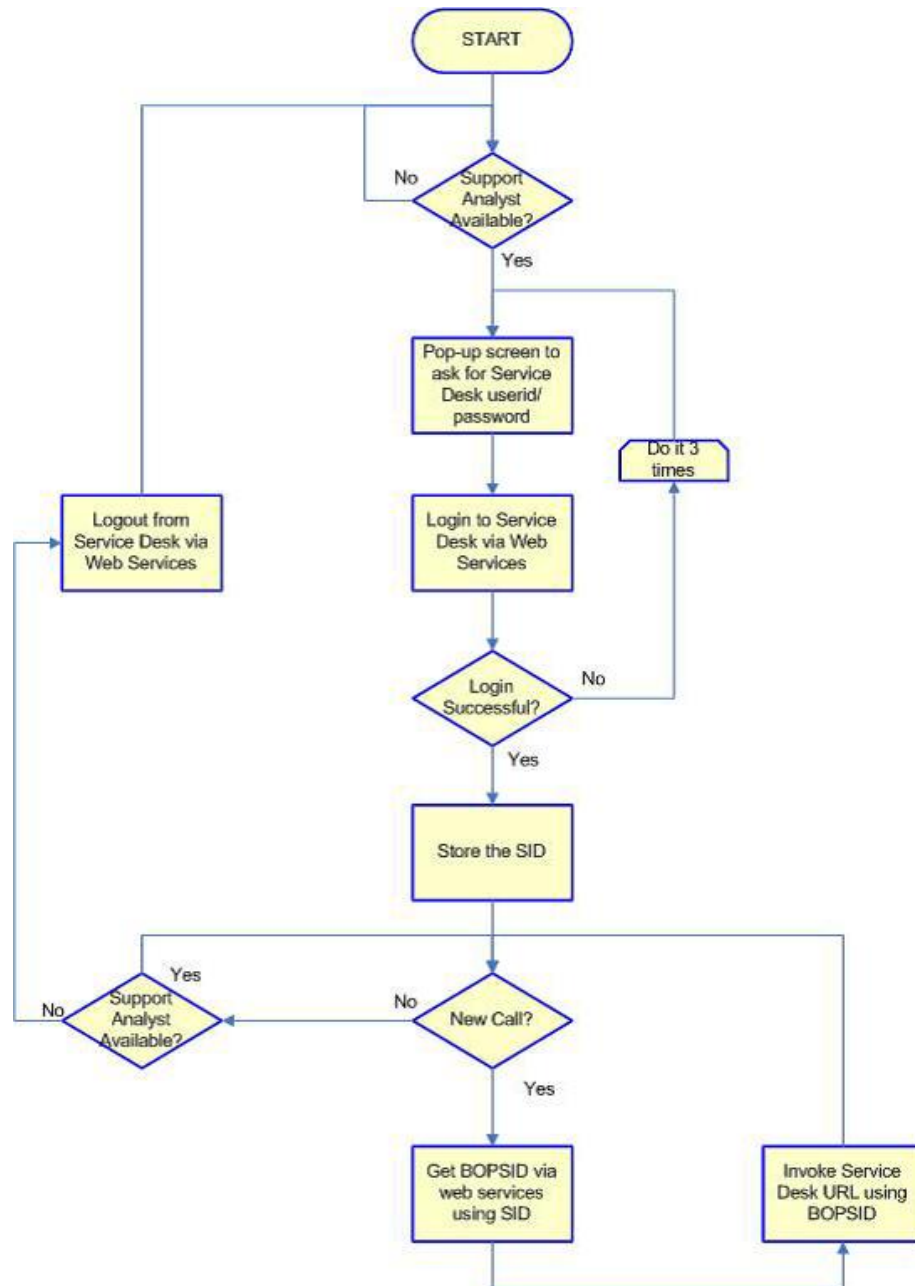 START
No
Support
Analyst
Available?
Yes
Pop-up screen to
ask for Service
Desk userid/
password
Do it 3
times
Logout from
Service Desk via
Web Services
Login to Service
Desk via Web
Services
Login
Successful?
No
Yes
Store the SID
No
Support
Analyst
Available?
Yes
No
New Call?
Yes
Get BOPSID via
web services
using SID
Invoke Service
Desk URL using
BOPSID